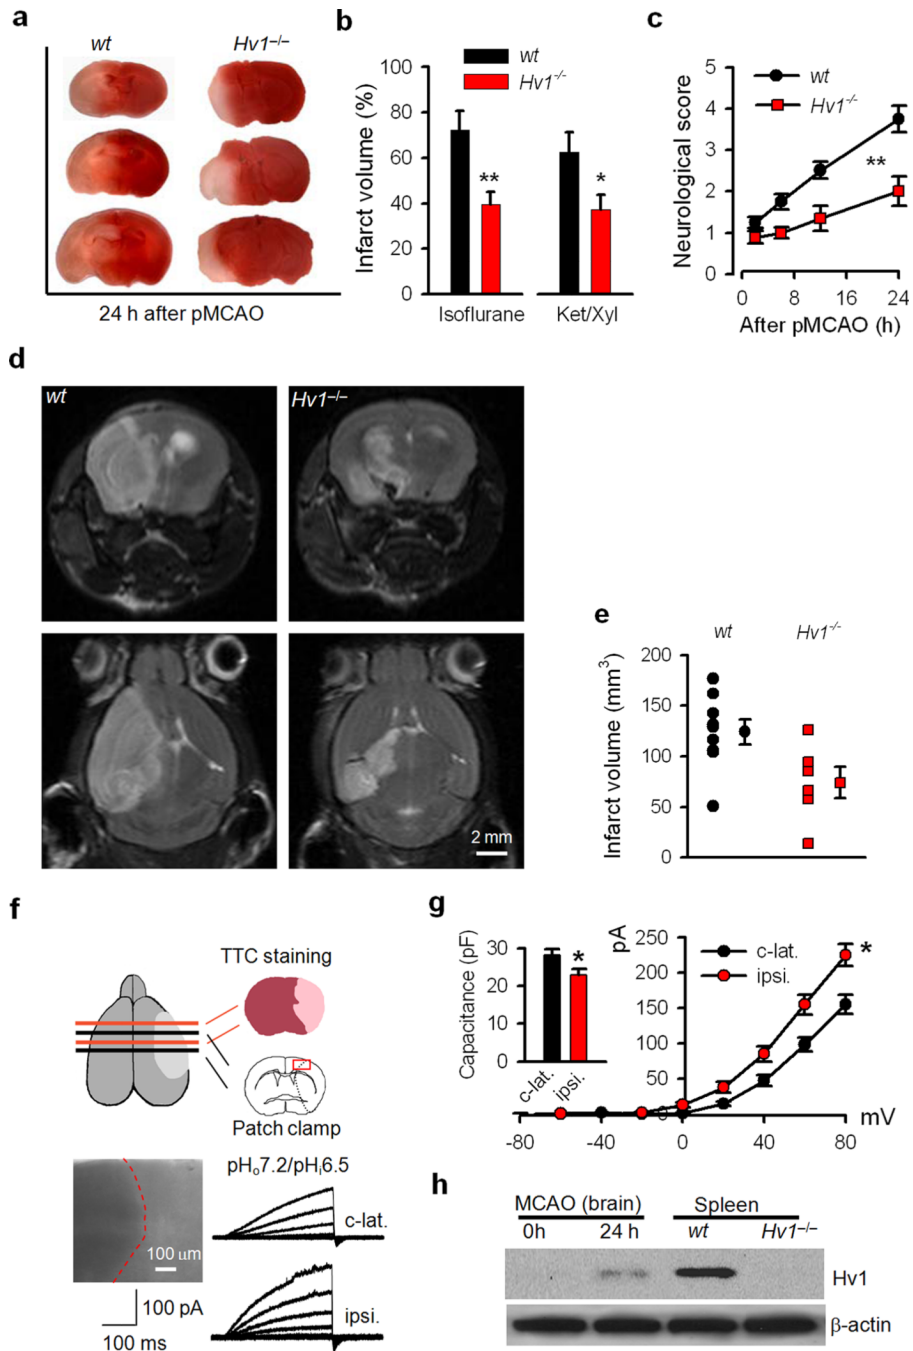 a
wt
Hv1–/–
24 h after pMCAO
b
wt
Hv1-/-
100
80
60
40
20
0
Infarct volume (%)
**
*
Isoflurane
Ket/Xyl
c
5
4
3
2
1
0
Neurological score
wt
Hv1-/-
**
0
8
16
24
After pMCAO (h)
d
wt
Hv1–/–
2 mm
e
wt
Hv1-/-
200
150
100
50
0
Infarct volume (mm3)
f
TTC staining
Patch clamp
pHo7.2/pHi6.5
c-lat.
100 um
100 pA
100 ms
ipsi.
g
Capacitance (pF)
30
20
10
0
*
c-lat.
ipsi.
pA
250
200
150
100
50
0
c-lat.
ipsi.
*
-80
-40
0
40
80
mV
h
MCAO (brain)
Spleen
0h
24 h
wt
Hv1–/–
Hv1
β-actin